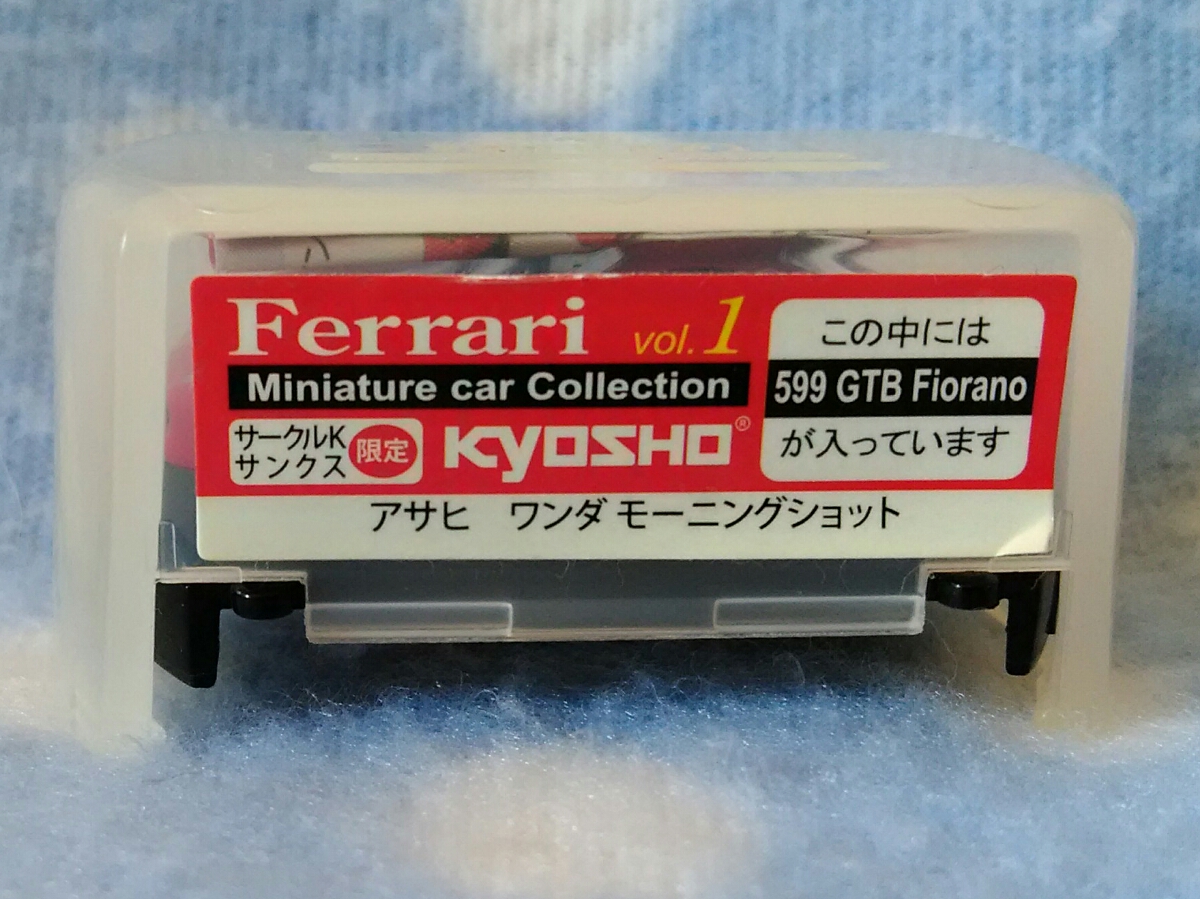 Ferrari vol.1
Miniature car Collection
サークルK
サンクス
限定
KYOSHO®
この中には
599 GTB Fiorano
が入っています
アサヒ ワンダ モーニングショット